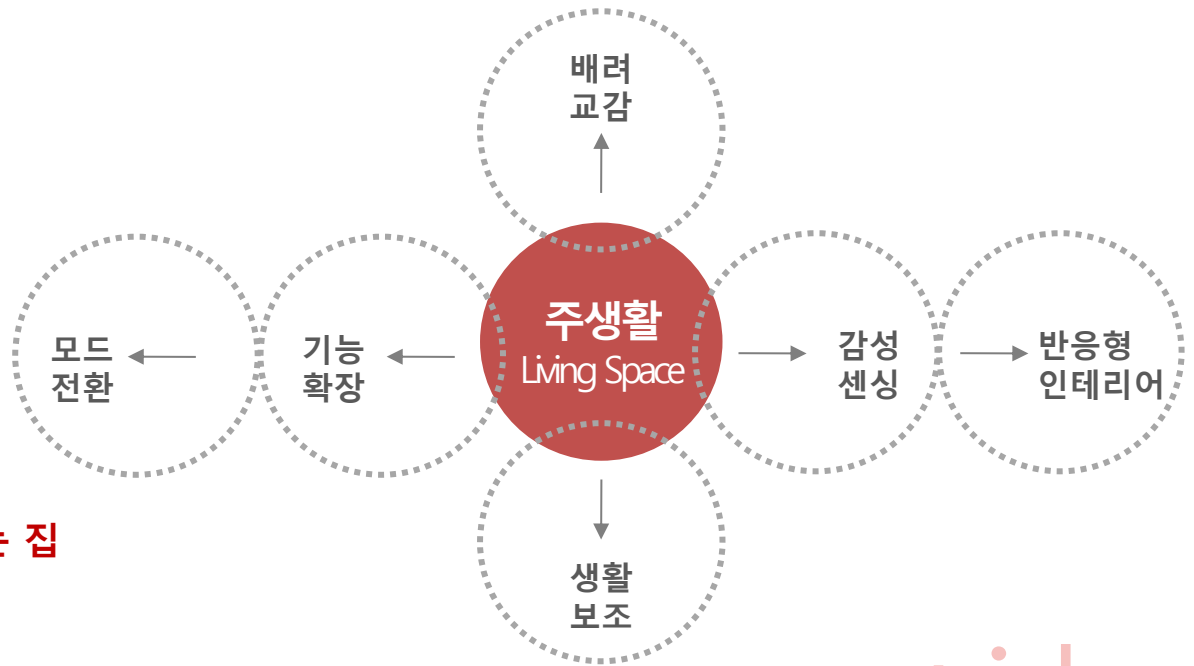 배려
교감
주생활
Living Space
모드
전환
기능
확장
감성
센싱
반응형
인테리어
집
생활
보조